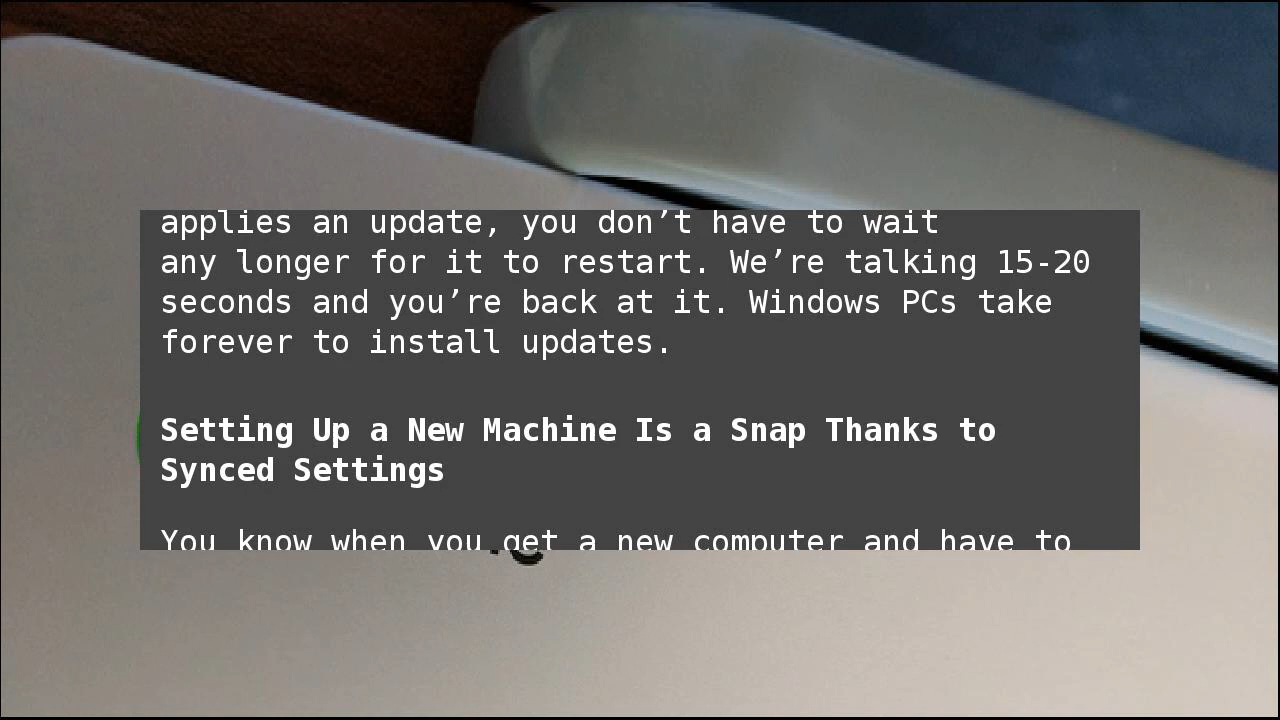 applies an update, you don’t have to wait
any longer for it to restart. We’re talking 15-20
seconds and you’re back at it. Windows PCs take
forever to install updates.
Setting Up a New Machine Is a Snap Thanks to
Synced Settings
You know when you get a new computer and have to